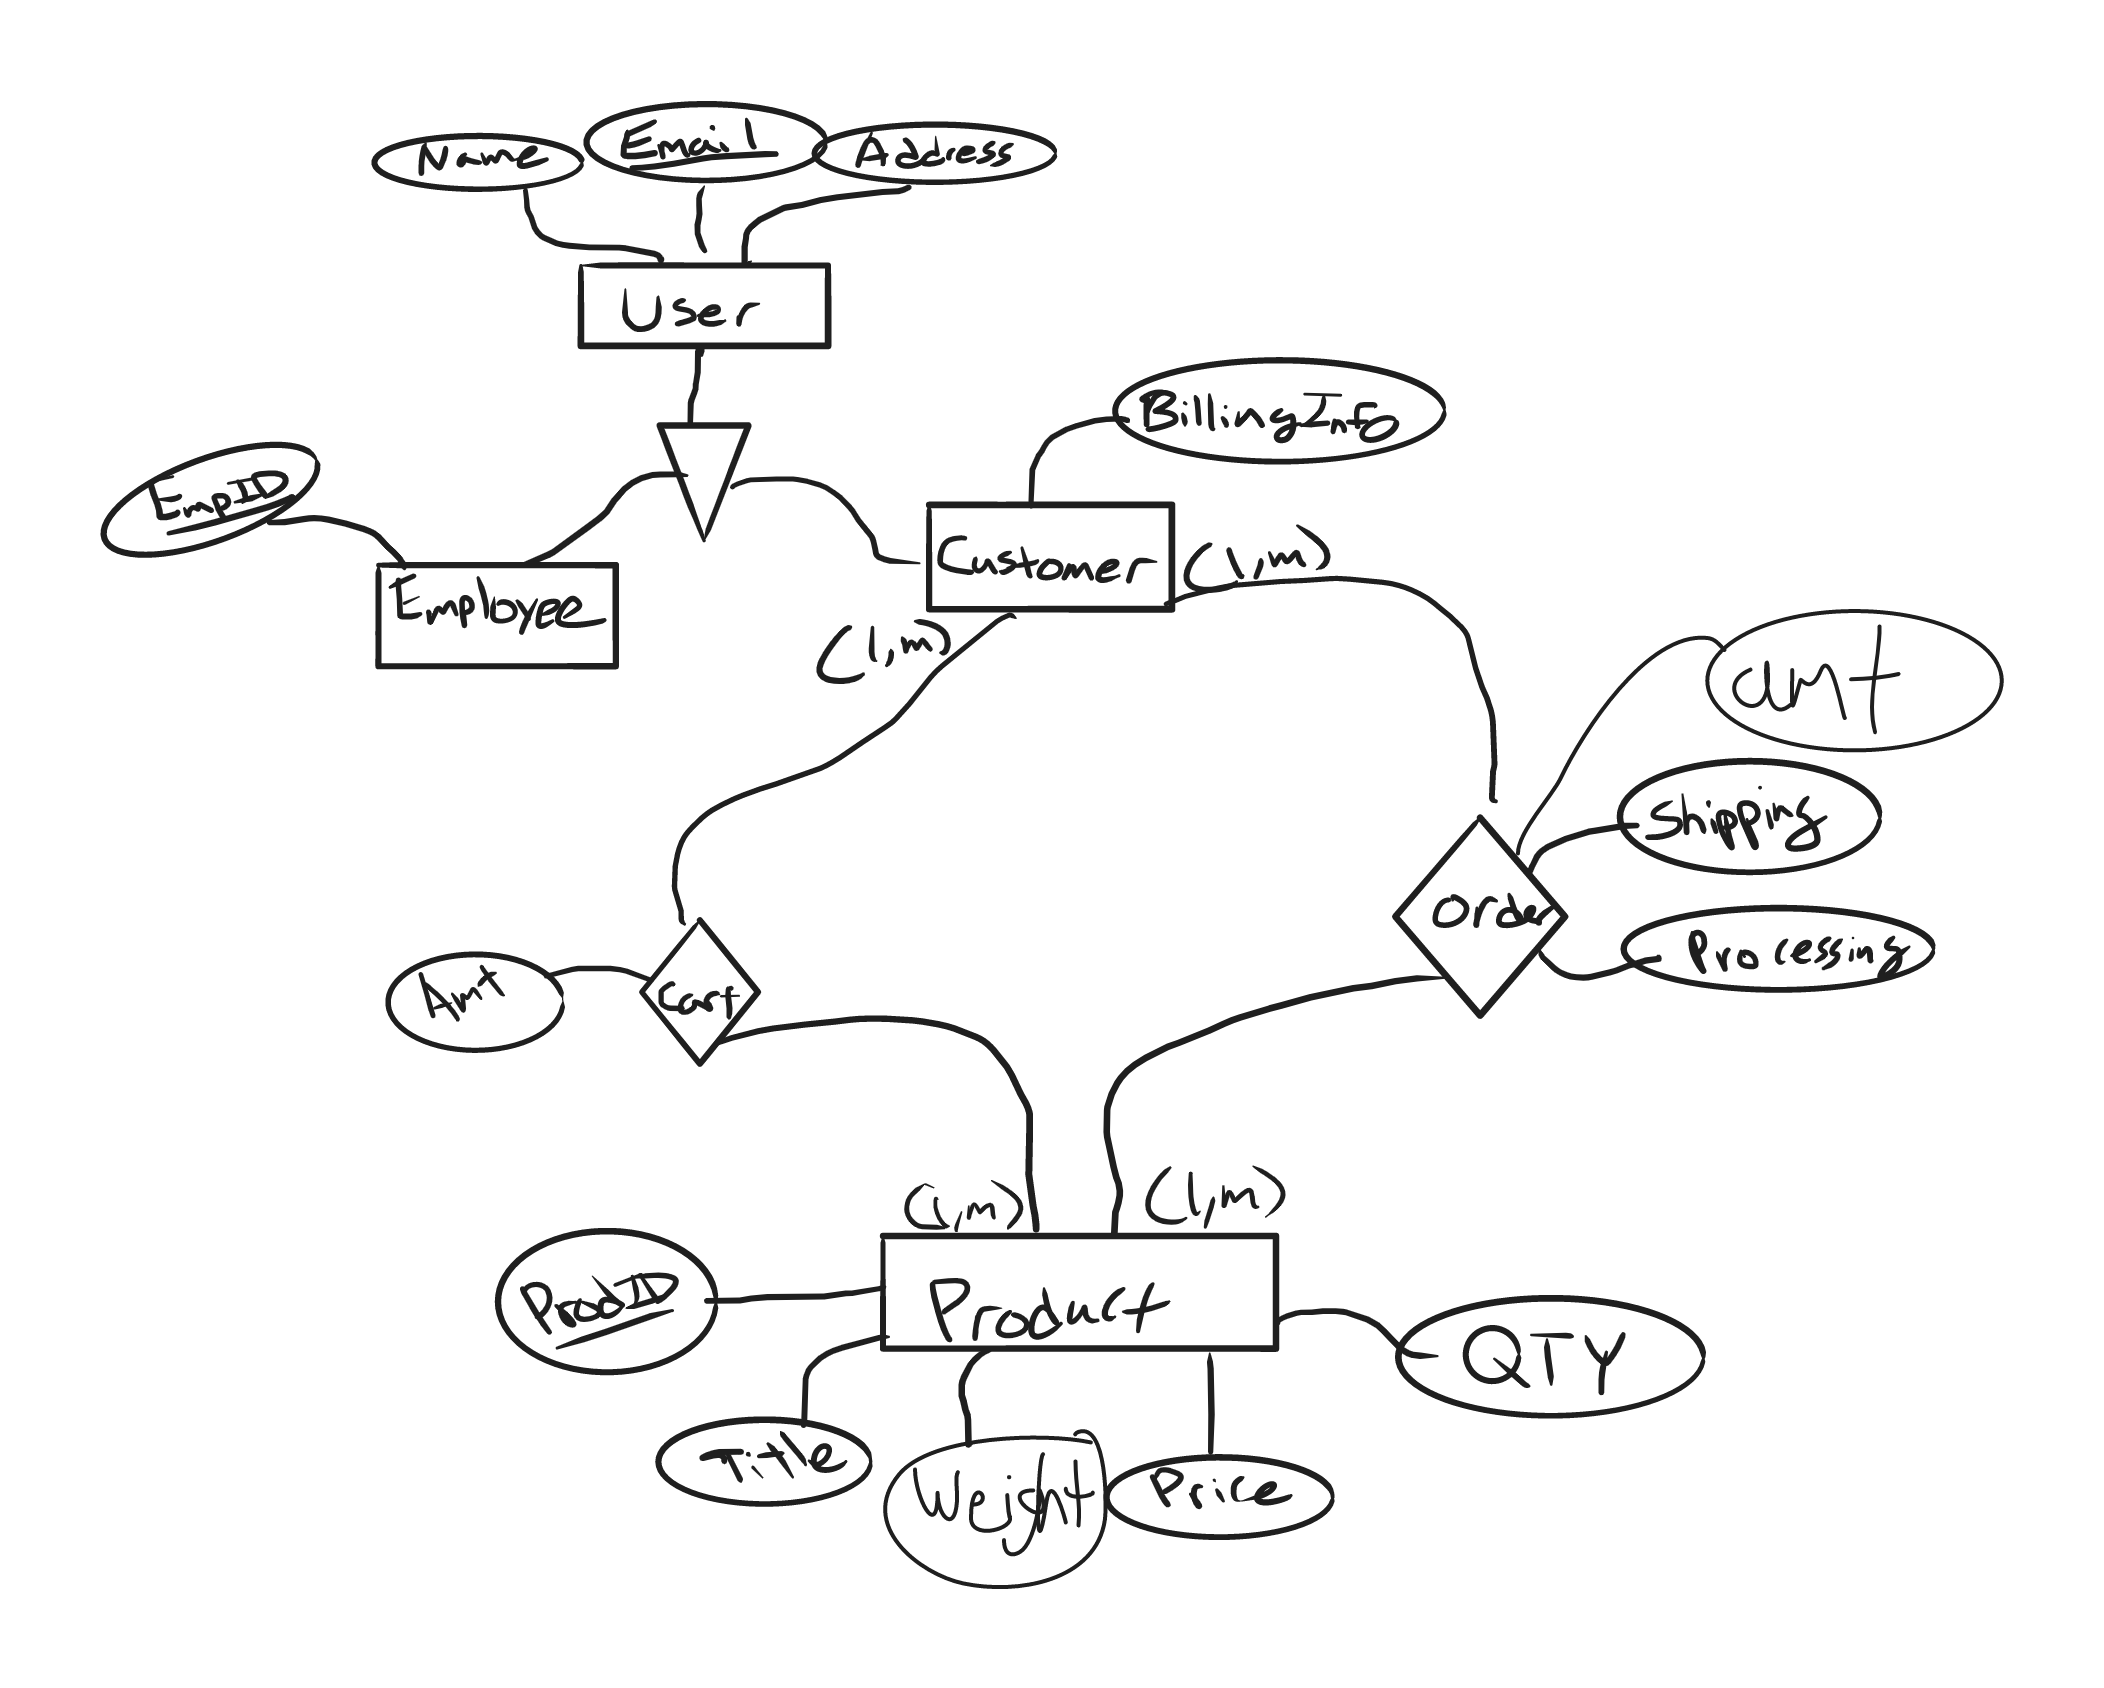 Name
Email
Address
User
BillingInfo
EmpID
Customer
(1,m)
Employee
(1,m)
amt
Shipping
Order
Processing
Amt
Cart
(1,m)
(1,m)
ProdID
Product
QTY
Title
Weight
Price